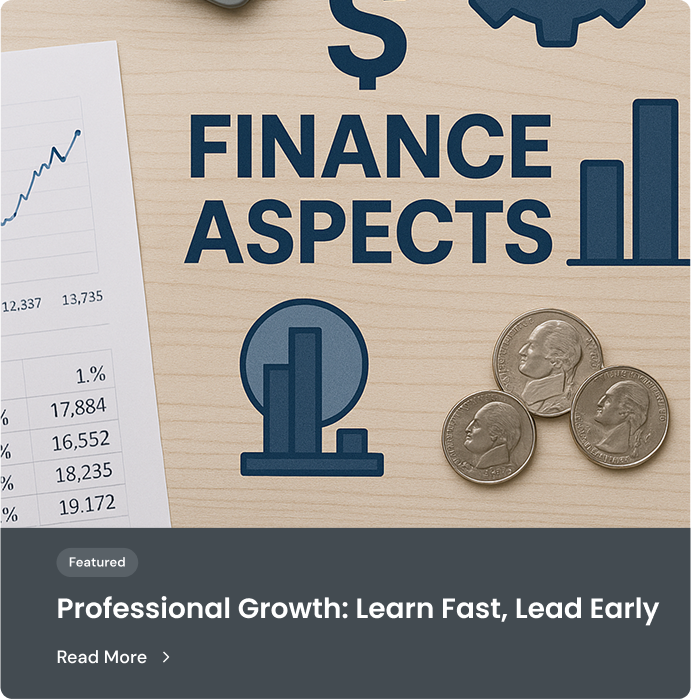 $
FINANCE
ASPECTS
12,337 13,735
1.%
% 17,884
% 16,552
% 18,235
% 19.172
Featured
Professional Growth: Learn Fast, Lead Early
Read More